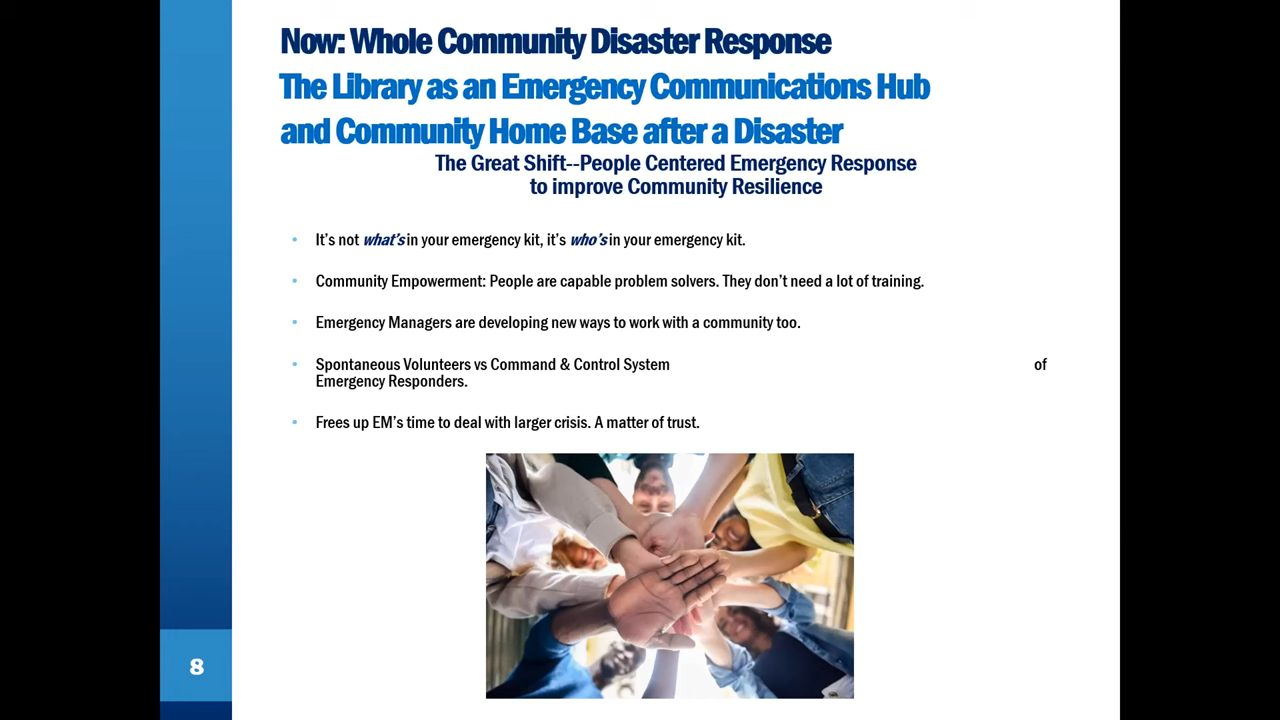 Now: Whole Community Disaster Response
The Library as an Emergency Communications Hub
and Community Home Base after a Disaster
The Great Shift--People Centered Emergency Response
to improve Community Resilience
• It's not what's in your emergency kit, it's who's in your emergency kit.
• Community Empowerment: People are capable problem solvers. They don't need a lot of training.
• Emergency Managers are developing new ways to work with a community too.
• Spontaneous Volunteers vs Command & Control System of
Emergency Responders.
• Frees up EM's time to deal with larger crisis. A matter of trust.
8